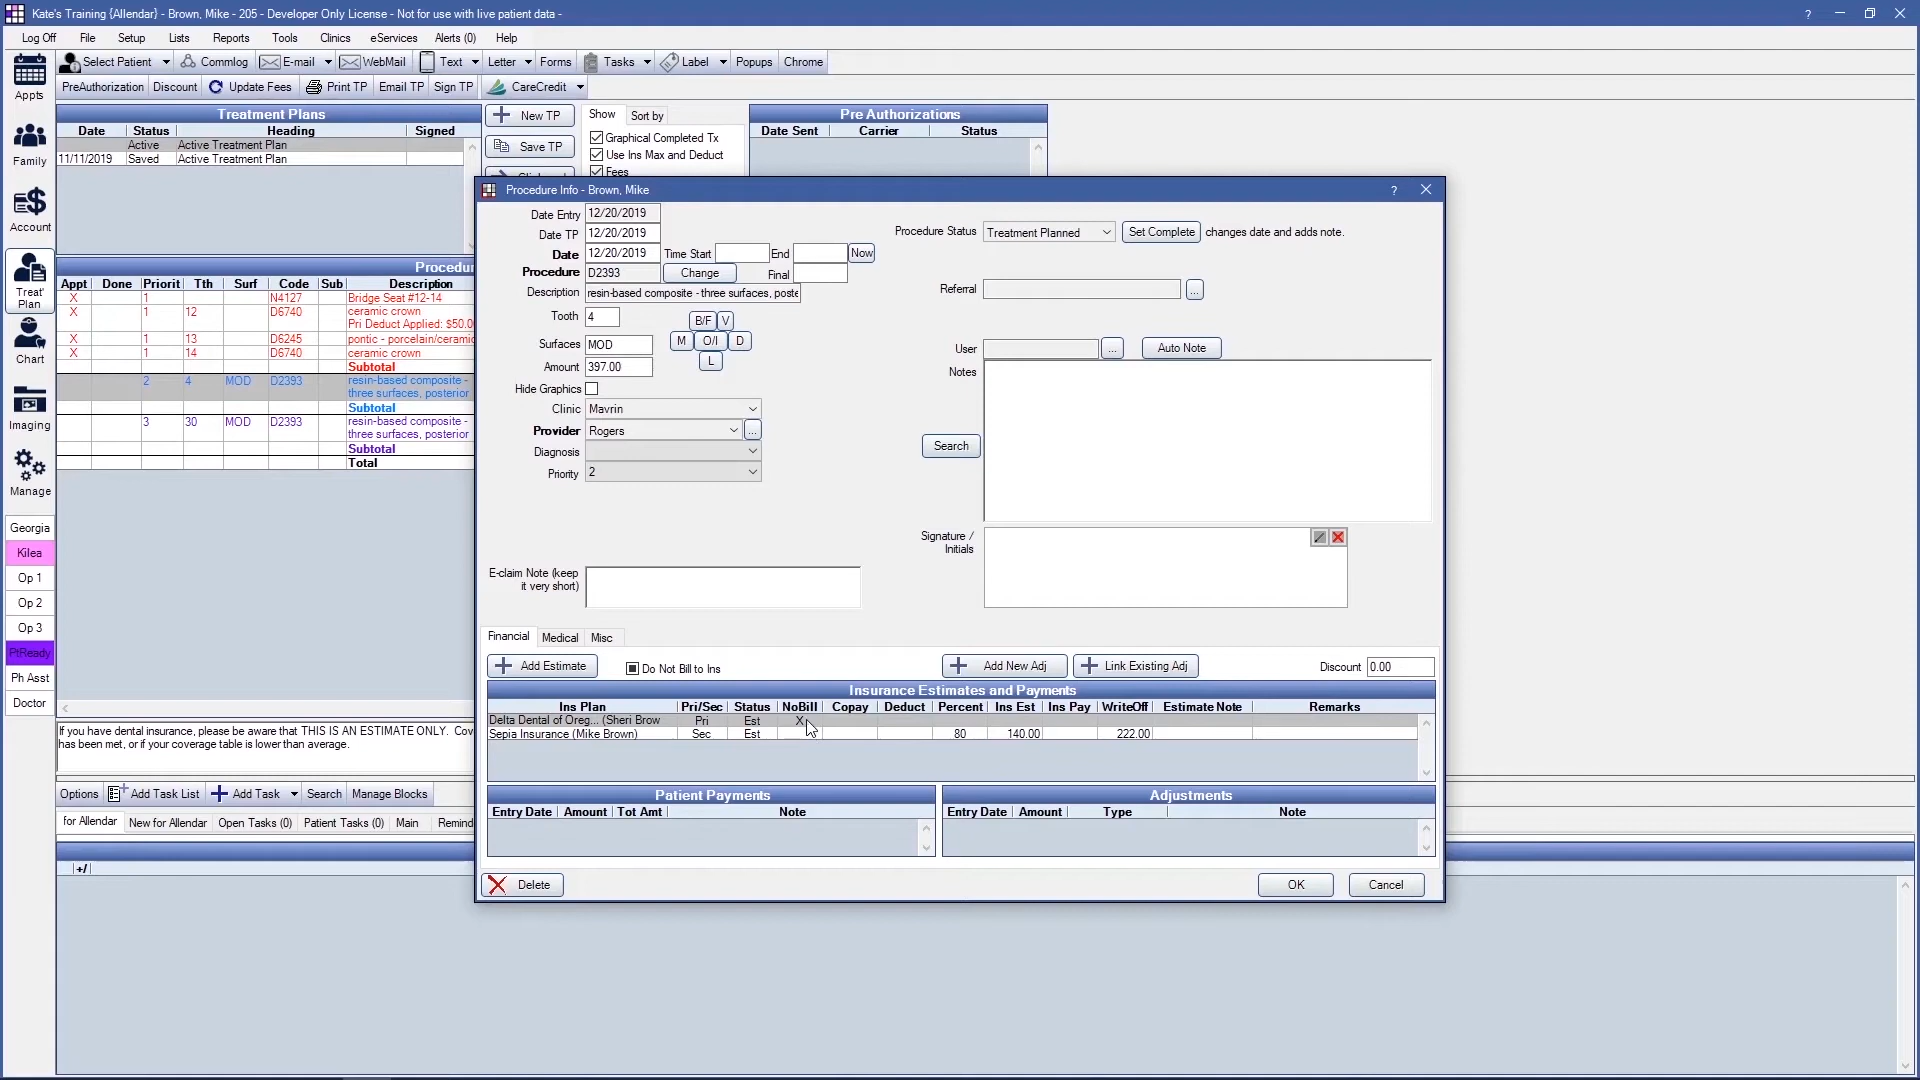 Kate's Training {Allendar} - Brown, Mike - 205 - Developer Only License - Not for use with live patient data -
Log Off File Setup Lists Reports Tools Clinics eServices Alerts (0) Help
Select Patient Commlog E-mail WebMail Text Letter Forms Tasks Label Popups Chrome
PreAuthorization Discount Update Fees Print TP Email TP Sign TP CareCredit
Appts
Family
Account
Treat' Plan
Chart
Imaging
Manage
Georgia
Kilea
Op 1
Op 2
Op 3
PtReady
Ph Asst
Doctor
Treatment Plans
Date Status Heading Signed
Active Active Treatment Plan
11/11/2019 Saved Active Treatment Plan
New TP
Save TP
Show Sort by
Graphical Completed Tx
Use Ins Max and Deduct
Fees
Pre Authorizations
Date Sent Carrier Status
Appt Done Priorit Tth Surf Code Sub Description
X 1 N4127 Bridge Seat #12-14
X 1 12 D6740 ceramic crown
Pri Deduct Applied: $50.0
X 1 13 D6245 pontic - porcelain/ceramic
X 1 14 D6740 ceramic crown
Subtotal
2 4 MOD D2393 resin-based composite -
three surfaces, posterior
Subtotal
3 30 MOD D2393 resin-based composite -
three surfaces, posterior
Subtotal
Total
If you have dental insurance, please be aware that THIS IS AN ESTIMATE ONLY.
has been met, or if your coverage table is lower than average.
Options Add Task List Add Task Search Manage Blocks
for Allendar New for Allendar Open Tasks (0) Patient Tasks (0) Main
+/
Procedure Info - Brown, Mike
Date Entry 12/20/2019
Date TP 12/20/2019
Date 12/20/2019 Time Start End Now
Procedure D2393 Change Final
Description resin-based composite - three surfaces, poste
Tooth 4
B/F V
M O/I D
L
Surfaces MOD
Amount 397.00
Hide Graphics
Clinic Mavrin
Provider Rogers ...
Diagnosis
Priority 2
Procedure Status Treatment Planned Set Complete changes date and adds note.
Referral ...
User ... Auto Note
Notes
Search
Signature / Initials
E-claim Note (keep it very short)
Financial Medical Misc
Add Estimate Do Not Bill to Ins Add New Adj Link Existing Adj Discount 0.00
Insurance Estimates and Payments
Ins Plan Pri/Sec Status NoBill Copay Deduct Percent Ins Est Ins Pay WriteOff Estimate Note Remarks
Delta Dental of Oreg... (Sheri Brow Pri Est X
Sepia Insurance (Mike Brown) Sec Est 80 140.00 222.00
Patient Payments
Entry Date Amount Tot Amt Note
Adjustments
Entry Date Amount Type Note
Delete OK Cancel